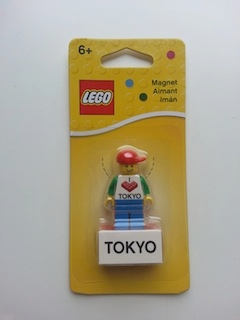 6+
LEGO
Magnet
Aimant
Imán
I
TOKYO
TOKYO